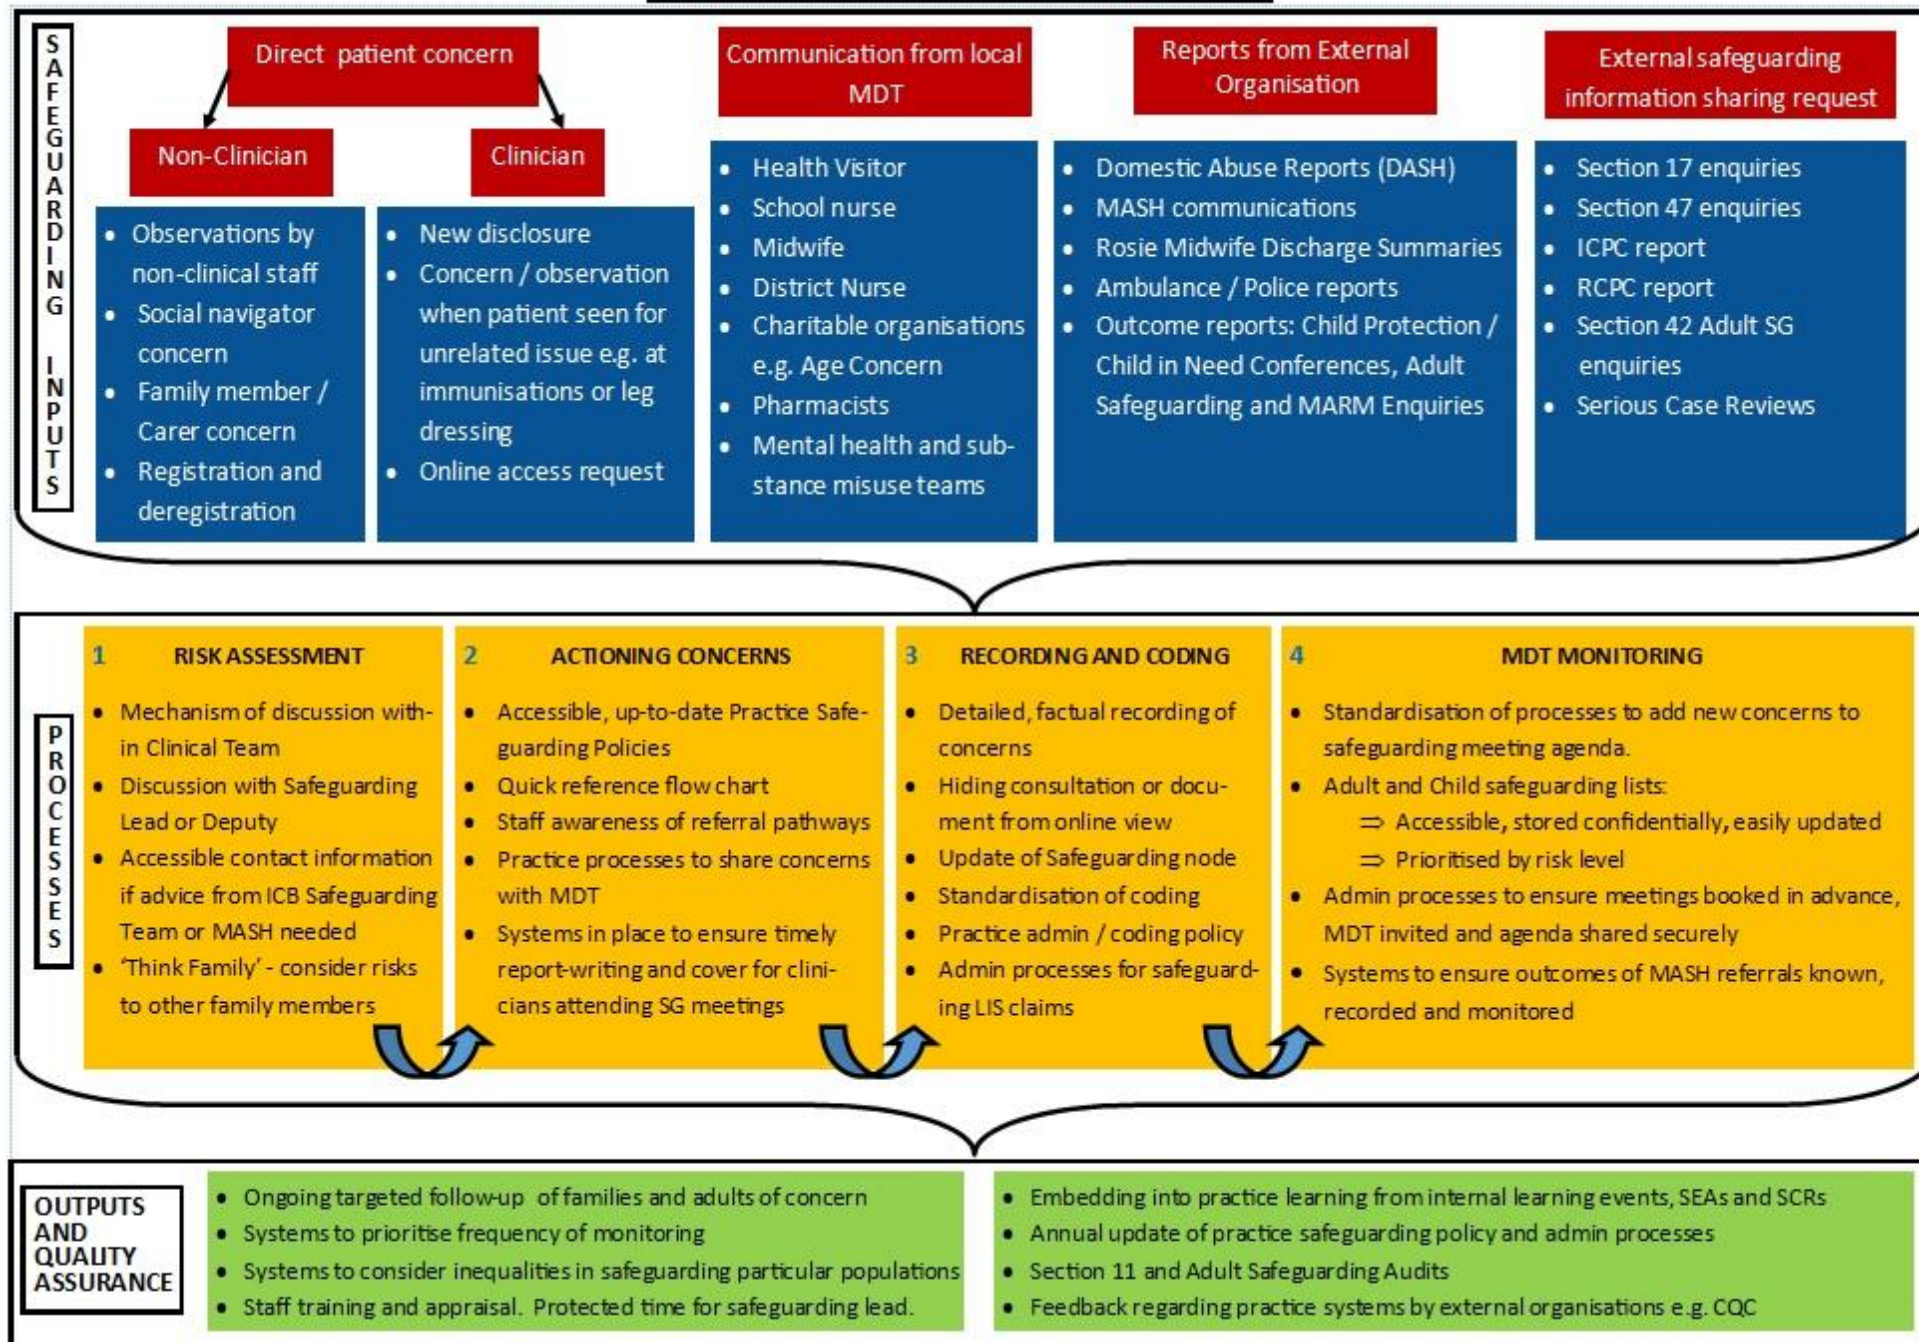 SAFEGUARDING INPUTS
Direct patient concern
Non-Clinician
Clinician
Communication from local
MDT
Reports from External
Organisation
External safeguarding
information sharing request
• Observations by
non-clinical staff
• Social navigator
concern
• Family member /
Carer concern
• Registration and
deregistration
• New disclosure
• Concern / observation
when patient seen for
unrelated issue e.g. at
immunisations or leg
dressing
• Online access request
• Health Visitor
• School nurse
• Midwife
• District Nurse
• Charitable organisations
e.g. Age Concern
• Pharmacists
• Mental health and sub-
stance misuse teams
• Domestic Abuse Reports (DASH)
• MASH communications
• Rosie Midwife Discharge Summaries
• Ambulance / Police reports
• Outcome reports: Child Protection /
Child in Need Conferences, Adult
Safeguarding and MARM Enquiries
• Section 17 enquiries
• Section 47 enquiries
• ICPC report
• RCPC report
• Section 42 Adult SG
enquiries
• Serious Case Reviews
PROCESSES
1 RISK ASSESSMENT
• Mechanism of discussion with-
in Clinical Team
• Discussion with Safeguarding
Lead or Deputy
• Accessible contact information
if advice from ICB Safeguarding
Team or MASH needed
• 'Think Family' - consider risks
to other family members
2 ACTIONING CONCERNS
• Accessible, up-to-date Practice Safe-
guarding Policies
• Quick reference flow chart
• Staff awareness of referral pathways
• Practice processes to share concerns
with MDT
• Systems in place to ensure timely
report-writing and cover for clini-
cians attending SG meetings
3 RECORDING AND CODING
• Detailed, factual recording of
concerns
• Hiding consultation or docu-
ment from online view
• Update of Safeguarding node
• Standardisation of coding
• Practice admin / coding policy
• Admin processes for safeguard-
ing LIS claims
4 MDT MONITORING
• Standardisation of processes to add new concerns to
safeguarding meeting agenda.
• Adult and Child safeguarding lists:
⇒ Accessible, stored confidentially, easily updated
⇒ Prioritised by risk level
• Admin processes to ensure meetings booked in advance,
MDT invited and agenda shared securely
• Systems to ensure outcomes of MASH referrals known,
recorded and monitored
OUTPUTS
AND
QUALITY
ASSURANCE
• Ongoing targeted follow-up of families and adults of concern
• Systems to prioritise frequency of monitoring
• Systems to consider inequalities in safeguarding particular populations
• Staff training and appraisal. Protected time for safeguarding lead.
• Embedding into practice learning from internal learning events, SEAs and SCRs
• Annual update of practice safeguarding policy and admin processes
• Section 11 and Adult Safeguarding Audits
• Feedback regarding practice systems by external organisations e.g. CQC